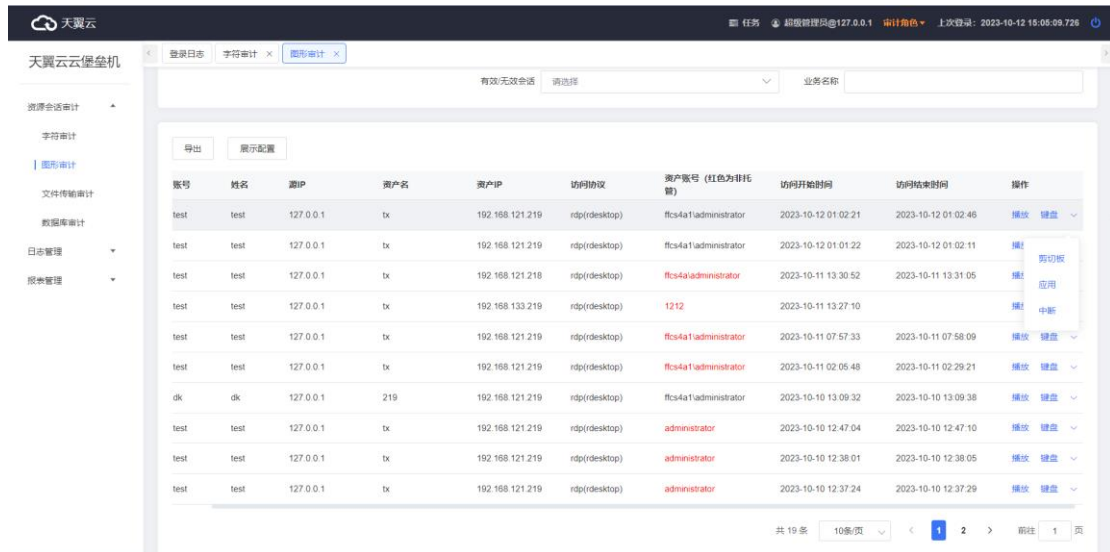 天翼云 任务 超级管理员@127.0.0.1 审计角色 上次登录: 2023-10-12 15:05:09.726
天翼云云堡垒机
登录日志 字符审计 × 图形审计 ×
有效/无效会话 请选择 业务名称
资源会话审计
字符审计
图形审计
文件传输审计
数据库审计
日志管理
报表管理
导出 展示配置
账号 姓名 源IP 资产名 资产IP 访问协议 资产账号 (红色为非托管) 访问开始时间 访问结束时间 操作
test test 127.0.0.1 tx 192.168.121.219 rdp(rdesktop) ffcs4a1\administrator 2023-10-12 01:02:21 2023-10-12 01:02:46 播放 键盘
test test 127.0.0.1 tx 192.168.121.219 rdp(rdesktop) ffcs4a1\administrator 2023-10-12 01:01:22 2023-10-12 01:02:11
剪切板
test test 127.0.0.1 tx 192.168.121.218 rdp(rdesktop) ffcs4a\administrator 2023-10-11 13:30:52 2023-10-11 13:31:05
应用
test test 127.0.0.1 tx 192.168.133.219 rdp(rdesktop) 1212 2023-10-11 13:27:10
中断
test test 127.0.0.1 tx 192.168.121.219 rdp(rdesktop) ffcs4a1\administrator 2023-10-11 07:57:33 2023-10-11 07:58:09 播放 键盘
test test 127.0.0.1 tx 192.168.121.219 rdp(rdesktop) ffcs4a1\administrator 2023-10-11 02:05:48 2023-10-11 02:29:21 播放 键盘
dk dk 127.0.0.1 219 192.168.121.219 rdp(rdesktop) ffcs4a1\administrator 2023-10-10 13:09:32 2023-10-10 13:09:38 播放 键盘
test test 127.0.0.1 tx 192.168.121.219 rdp(rdesktop) administrator 2023-10-10 12:47:04 2023-10-10 12:47:10 播放 键盘
test test 127.0.0.1 tx 192.168.121.219 rdp(rdesktop) administrator 2023-10-10 12:38:01 2023-10-10 12:38:05 播放 键盘
test test 127.0.0.1 tx 192.168.121.219 rdp(rdesktop) administrator 2023-10-10 12:37:24 2023-10-10 12:37:29 播放 键盘
共 19 条 10条/页 < 1 2 > 前往 1 页